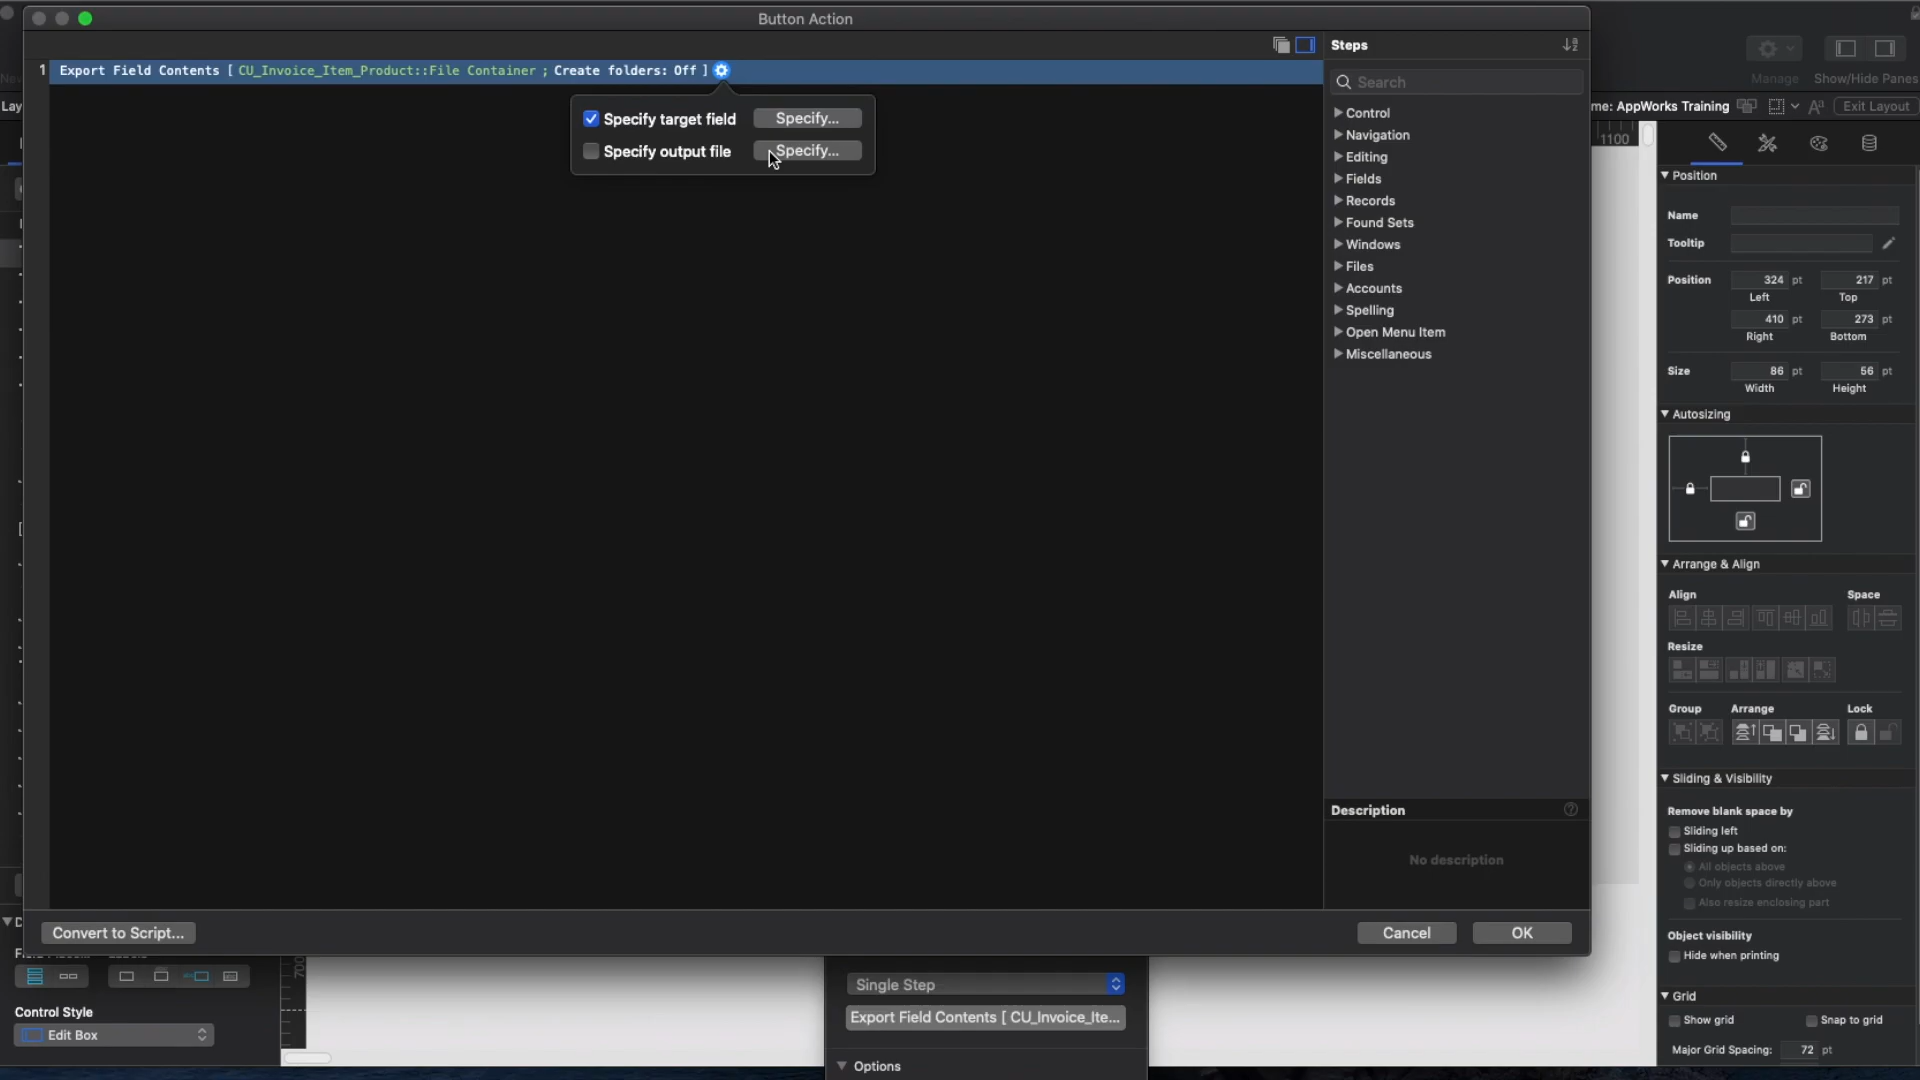 Button Action
Steps
1 Export Field Contents [ CU_Invoice_Item_Product::File Container ; Create folders: Off ]
Specify target field Specify...
Specify output file Specify...
Search
Control
Navigation
Editing
Fields
Records
Found Sets
Windows
Files
Accounts
Spelling
Open Menu Item
Miscellaneous
Description
No description
Convert to Script...
Cancel
OK
Manage
Show/Hide Panes
Lay
me: AppWorks Training
Exit Layout
1100
Position
Name
Tooltip
Position 324 pt 217 pt
Left Top
410 pt 273 pt
Right Bottom
Size 86 pt 56 pt
Width Height
Autosizing
Arrange & Align
Align Space
Resize
Group Arrange Lock
Sliding & Visibility
Remove blank space by
Sliding left
Sliding up based on:
All objects above
Only objects directly above
Also resize enclosing part
Object visibility
Hide when printing
Grid
Show grid Snap to grid
Major Grid Spacing: 72 pt
700
Control Style
Edit Box
Single Step
Export Field Contents [ CU_Invoice_Ite...
Options